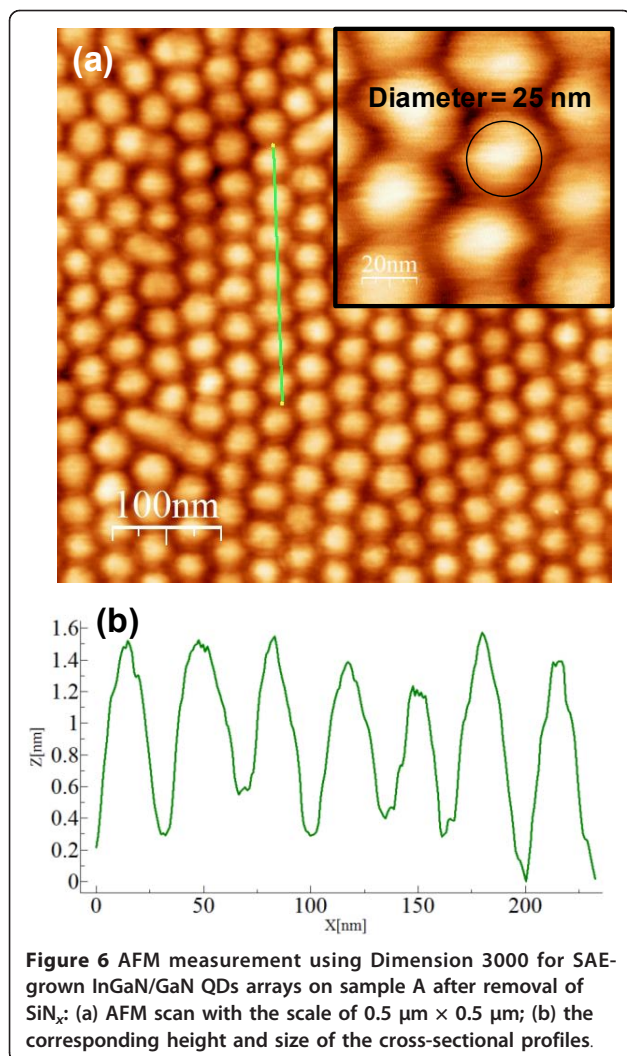 (a)
Diameter = 25 nm
20nm
100nm
(b)
1.6
1.4
1.2
1
0.8
0.6
0.4
0.2
0
Z[nm]
0
50
100
150
200
X[nm]
Figure 6 AFM measurement using Dimension 3000 for SAE-
grown InGaN/GaN QDs arrays on sample A after removal of
SiNx: (a) AFM scan with the scale of 0.5 μm × 0.5 μm; (b) the
corresponding height and size of the cross-sectional profiles.